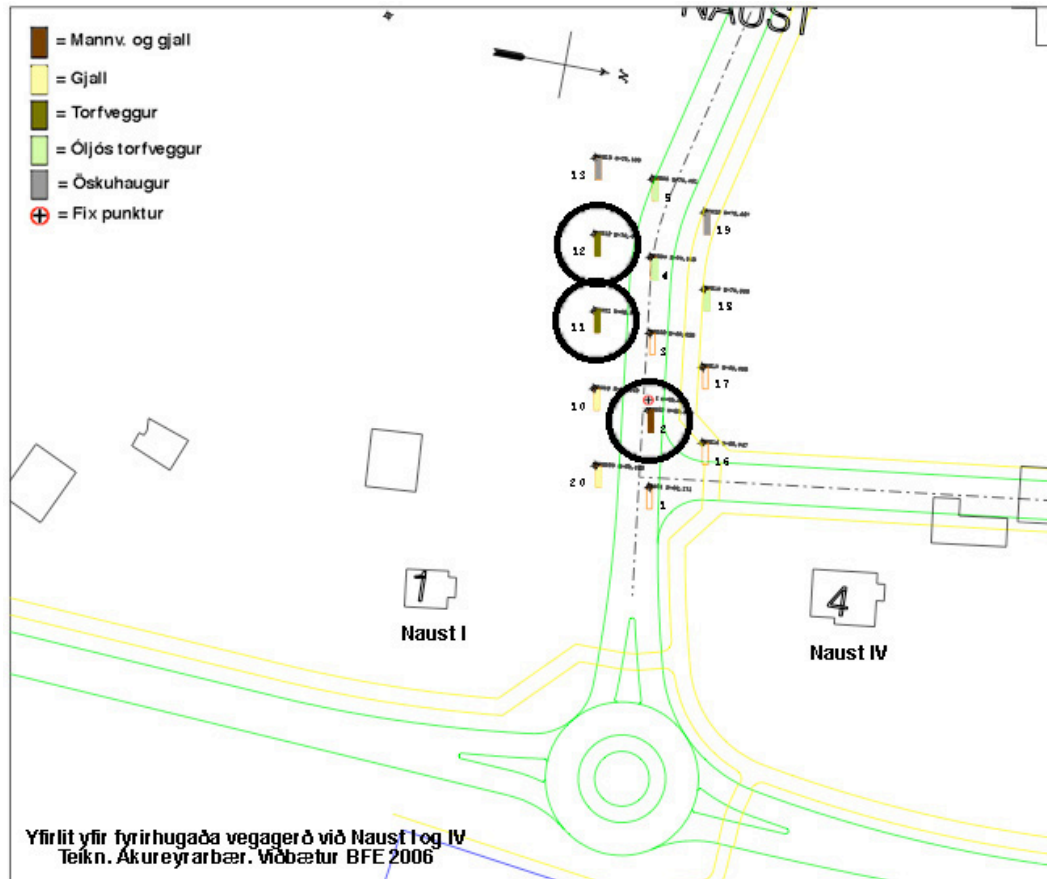 NAUST
= Mannv. og gjall
= Gjall
= Torfveggur
= Óljós torfveggur
= Öskuhaugur
= Fix punktur
N
13
5
19
12
4
18
11
3
17
10
2
16
20
1
1
Naust I
4
Naust IV
Yfirlit yfir fyrirhugaða vegagerð við Naust I og IV
Teikn. Akureyrarbær. Viðbætur BFE 2006